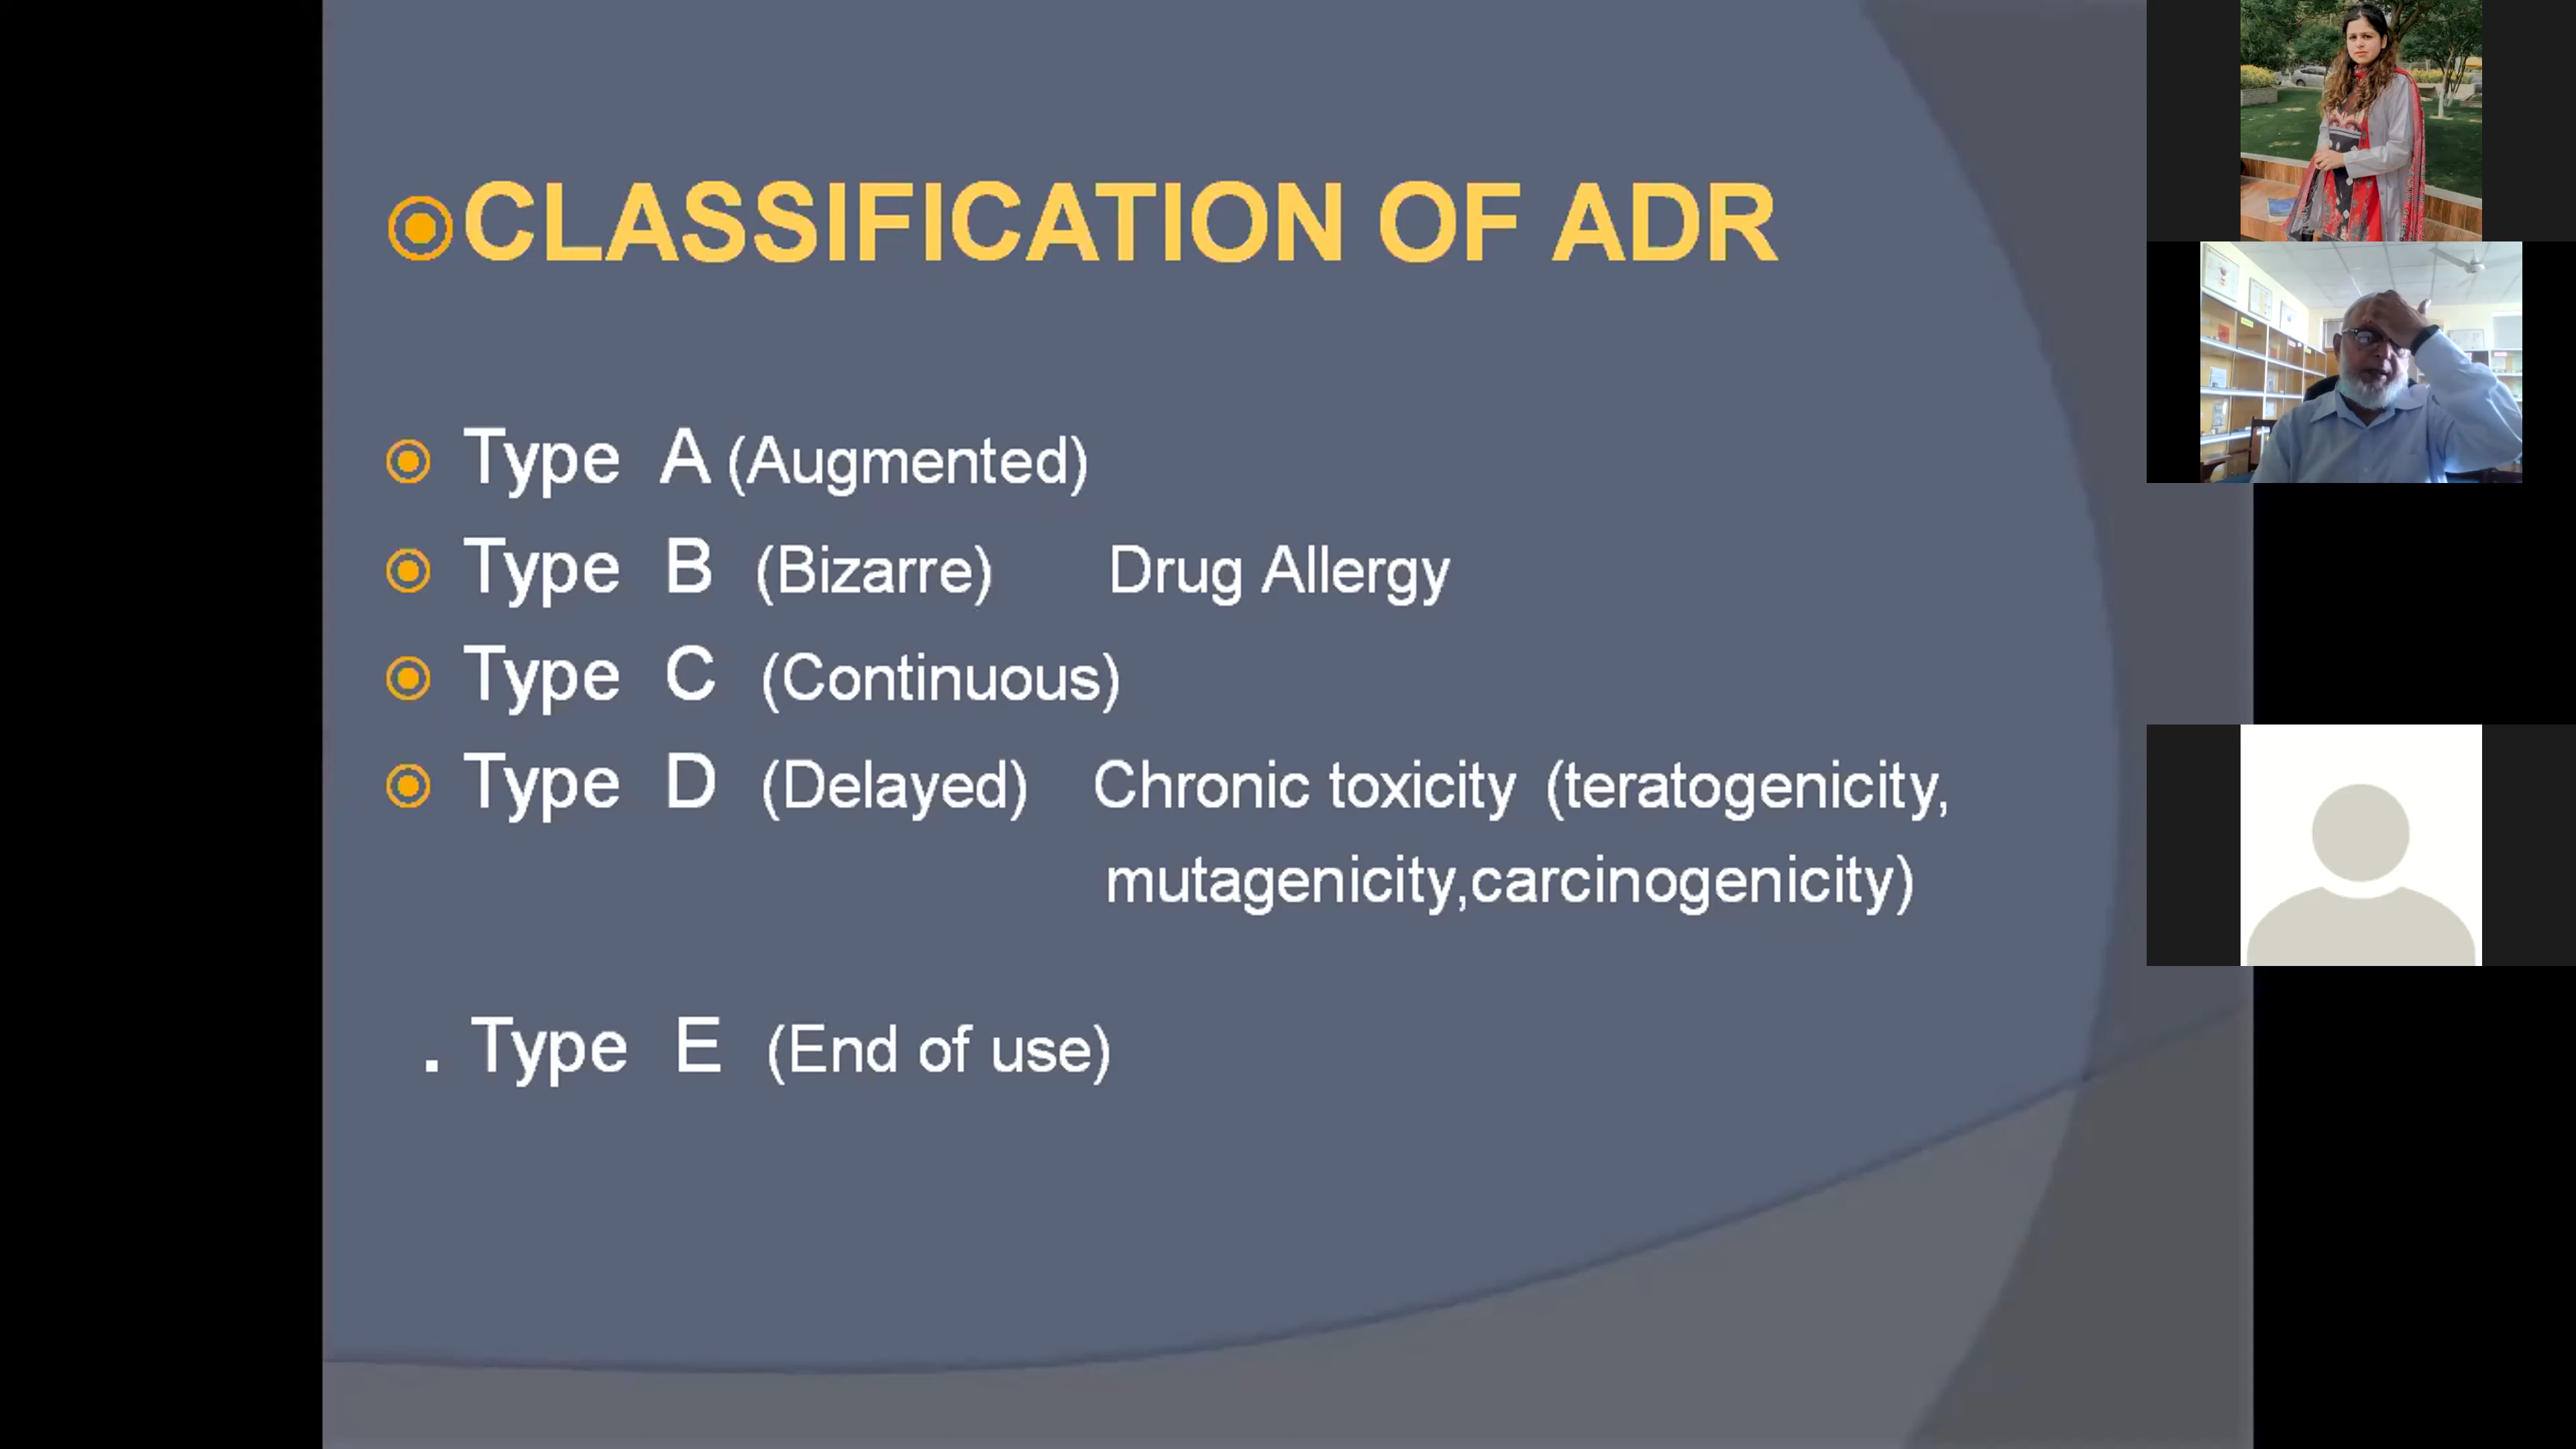 CLASSIFICATION OF ADR
Type A (Augmented)
Type B (Bizarre) Drug Allergy
Type C (Continuous)
Type D (Delayed) Chronic toxicity (teratogenicity,
mutagenicity,carcinogenicity)
. Type E (End of use)